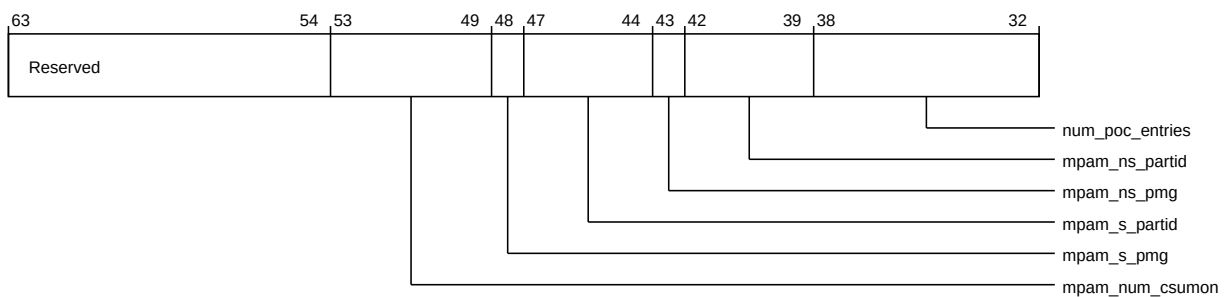 63 54 53 49 48 47 44 43 42 39 38 32
Reserved
num_poc_entries
mpam_ns_partid
mpam_ns_pmg
mpam_s_partid
mpam_s_pmg
mpam_num_csumon